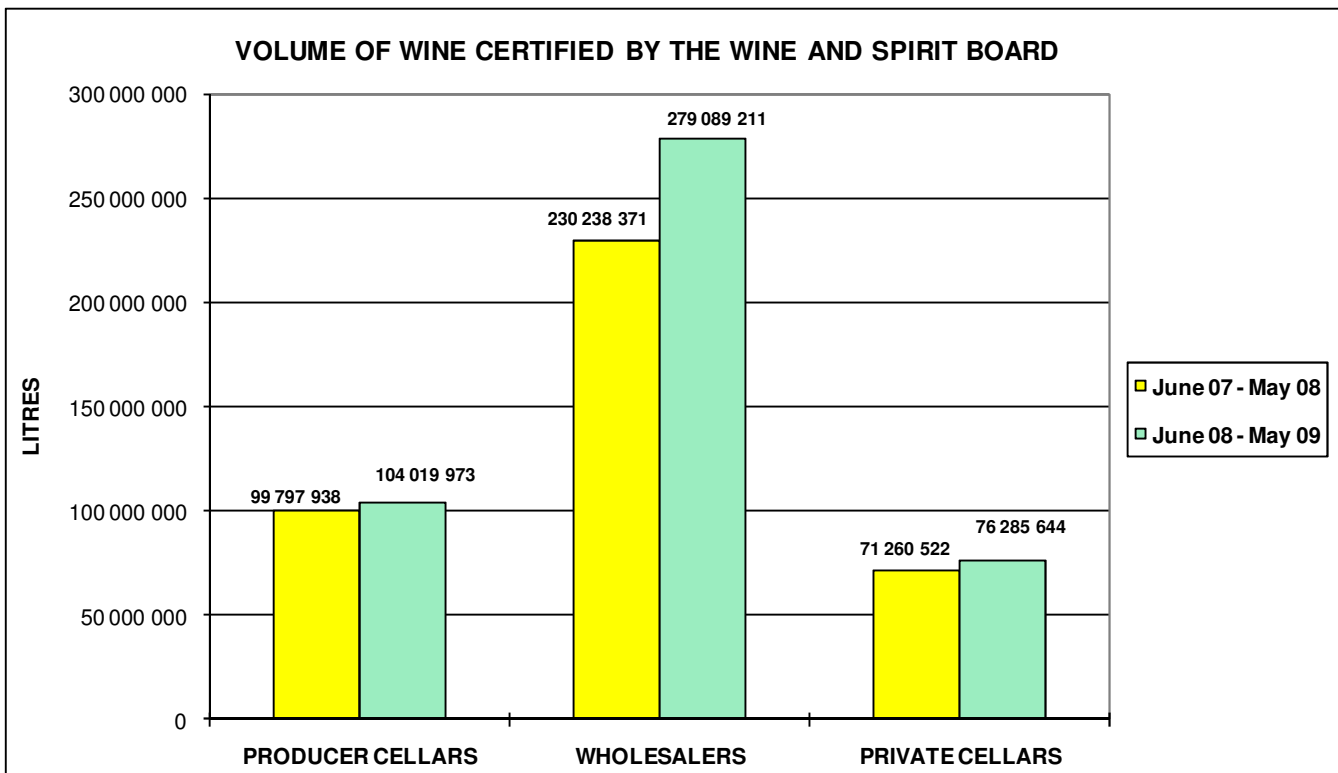 VOLUME OF WINE CERTIFIED BY THE WINE AND SPIRIT BOARD
300 000 000
250 000 000
200 000 000
150 000 000
100 000 000
50 000 000
0
LITRES
99 797 938
104 019 973
230 238 371
279 089 211
71 260 522
76 285 644
PRODUCER CELLARS
WHOLESALERS
PRIVATE CELLARS
June 07 - May 08
June 08 - May 09